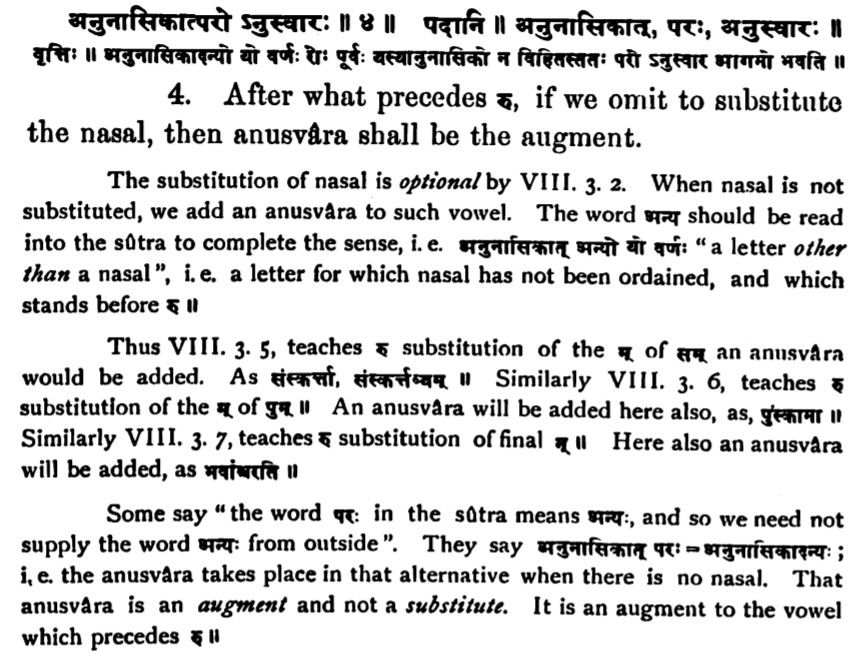 अनुनासिकात्परो ऽनुस्वारः ॥ ४ ॥ पदानि ॥ अनुनासिकात्, परः, अनुस्वारः ॥
वृत्तिः ॥ अनुनासिकादन्यो यो वर्णः रोः पूर्वः यस्यानुनासिको न विहितस्ततः परो ऽनुस्वार आगमो भवति ॥
4. After what precedes रु, if we omit to substitute
the nasal, then anusvâra shall be the augment.
The substitution of nasal is optional by VIII. 3. 2. When nasal is not
substituted, we add an anusvâra to such vowel. The word अन्य should be read
into the sûtra to complete the sense, i. e. अनुनासिकात् अन्यो यो वर्णः “a letter other
than a nasal”, i. e. a letter for which nasal has not been ordained, and which
stands before रु ॥
Thus VIII. 3. 5, teaches रु substitution of the म् of सम् an anusvâra
would be added. As संस्कर्त्ता, संस्कर्त्तव्यम् ॥ Similarly VIII. 3. 6, teaches रु
substitution of the म् of पुम् ॥ An anusvâra will be added here also, as, पुंस्कामा ॥
Similarly VIII. 3. 7, teaches रु substitution of final न् ॥ Here also an anusvâra
will be added, as भवांश्चरति ॥
Some say “the word परः in the sûtra means अन्यः, and so we need not
supply the word अन्यः from outside”. They say अनुनासिकात् परः = अनुनासिकादन्यः ;
i. e. the anusvâra takes place in that alternative when there is no nasal. That
anusvâra is an augment and not a substitute. It is an augment to the vowel
which precedes रु ॥